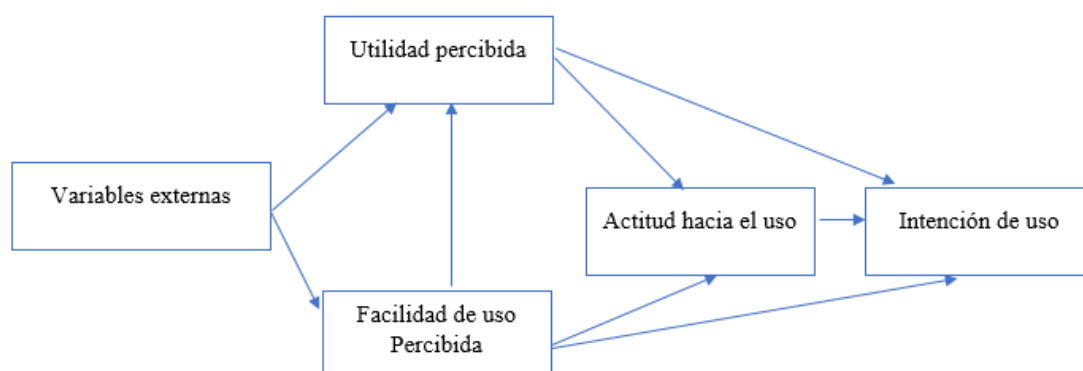 Utilidad percibida
Variables externas
Actitud hacia el uso
Intención de uso
Facilidad de uso
Percibida